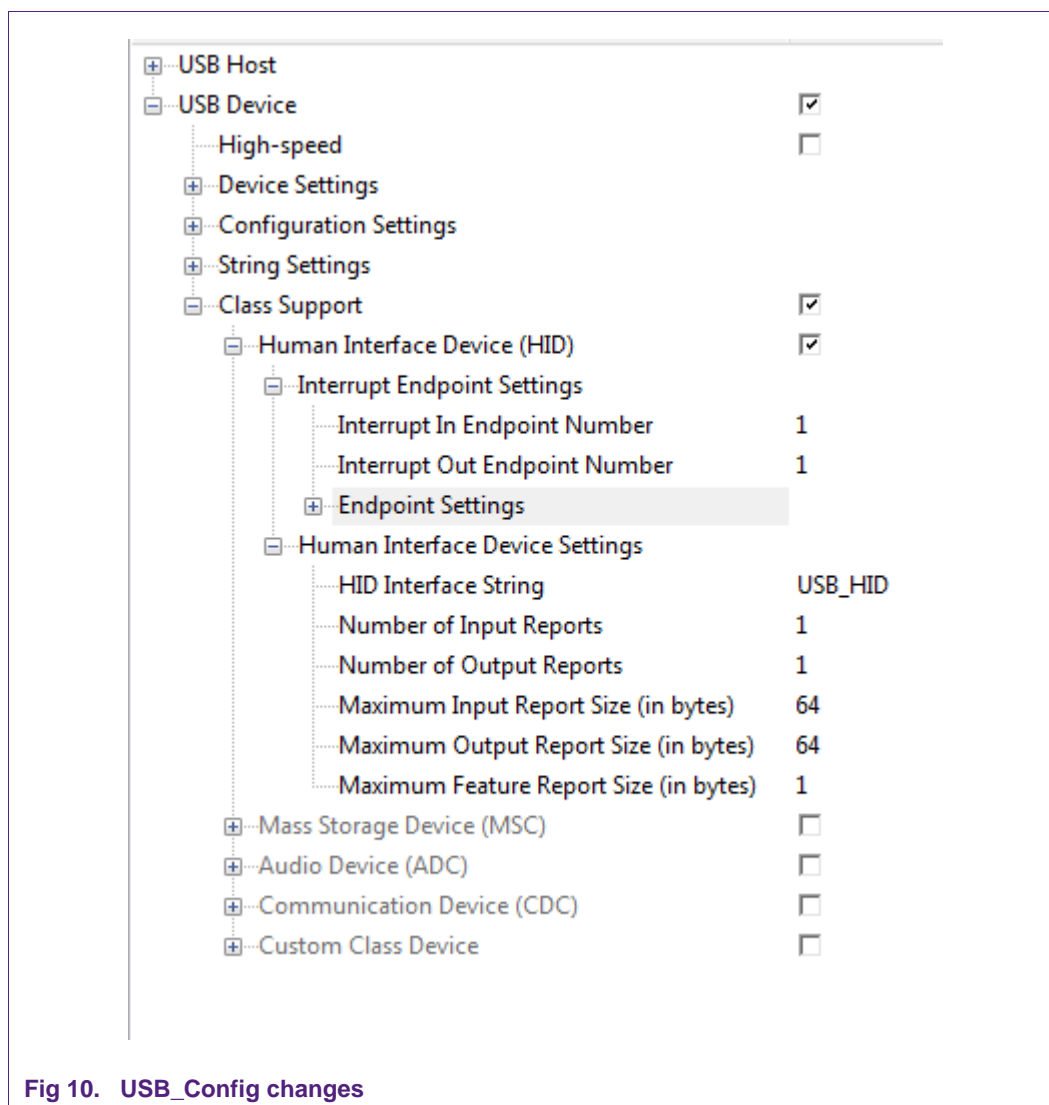 USB Host
USB Device
High-speed
Device Settings
Configuration Settings
String Settings
Class Support
Human Interface Device (HID)
Interrupt Endpoint Settings
Interrupt In Endpoint Number 1
Interrupt Out Endpoint Number 1
Endpoint Settings
Human Interface Device Settings
HID Interface String USB_HID
Number of Input Reports 1
Number of Output Reports 1
Maximum Input Report Size (in bytes) 64
Maximum Output Report Size (in bytes) 64
Maximum Feature Report Size (in bytes) 1
Mass Storage Device (MSC)
Audio Device (ADC)
Communication Device (CDC)
Custom Class Device
Fig 10. USB_Config changes